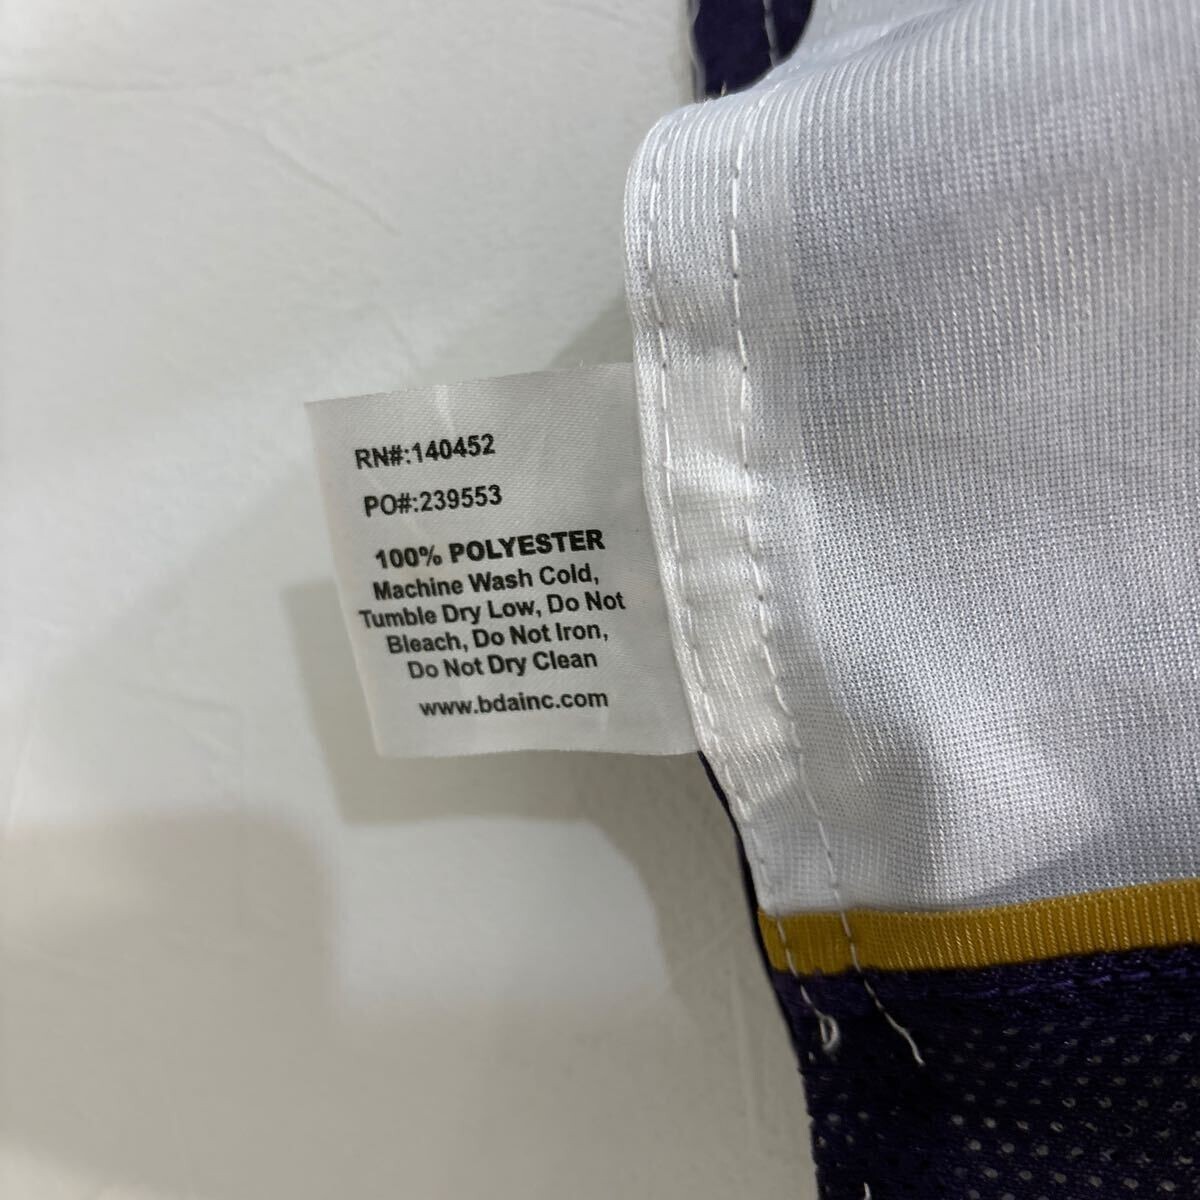 RN#:140452
PO#:239553
100% POLYESTER
Machine Wash Cold,
Tumble Dry Low, Do Not
Bleach, Do Not Iron,
Do Not Dry Clean
www.bdainc.com